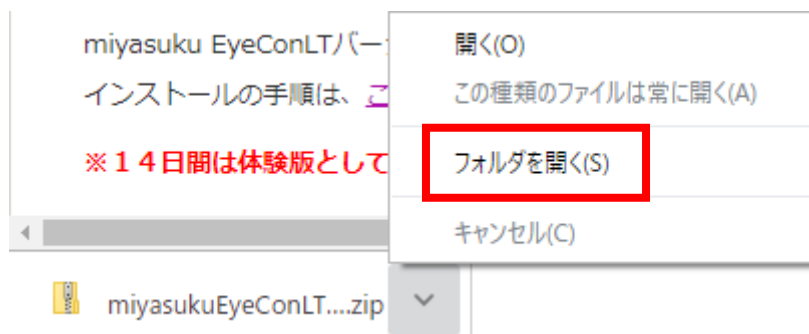 miyasuku EyeConLTバー
インストールの手順は、こ
※１４日間は体験版として
開く(O)
この種類のファイルは常に開く(A)
フォルダを開く(S)
キャンセル(C)
miyasukuEyeConLT....zip